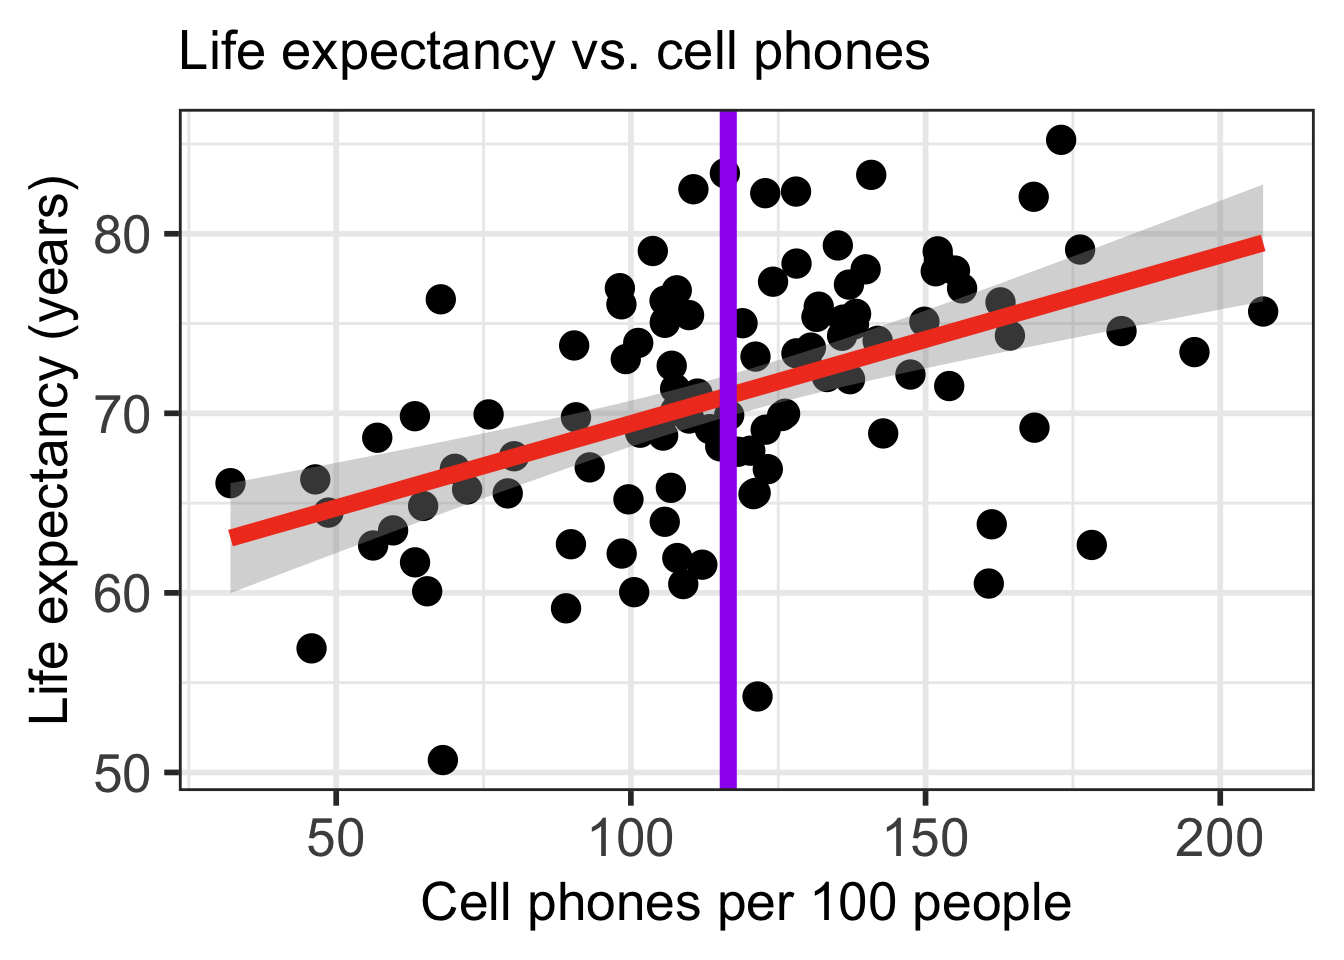 Life expectancy vs. cell phones
Life expectancy (years)
80
70
60
50
50 100 150 200
Cell phones per 100 people